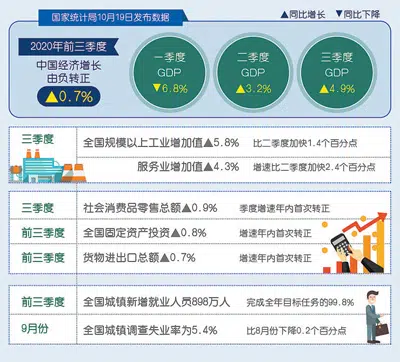 国家统计局10月19日发布数据
▲同比增长 ▼同比下降
2020年前三季度
中国经济增长
由负转正
▲0.7%
一季度
GDP
▼6.8%
二季度
GDP
▲3.2%
三季度
GDP
▲4.9%
三季度 全国规模以上工业增加值▲5.8% 比二季度加快1.4个百分点
服务业增加值▲4.3% 增速比二季度加快2.4个百分点
三季度 社会消费品零售总额▲0.9% 季度增速年内首次转正
前三季度 全国固定资产投资▲0.8% 增速年内首次转正
前三季度 货物进出口总额▲0.7% 增速年内首次转正
前三季度 全国城镇新增就业人员898万人 完成全年目标任务的99.8%
9月份 全国城镇调查失业率为5.4% 比8月份下降0.2个百分点